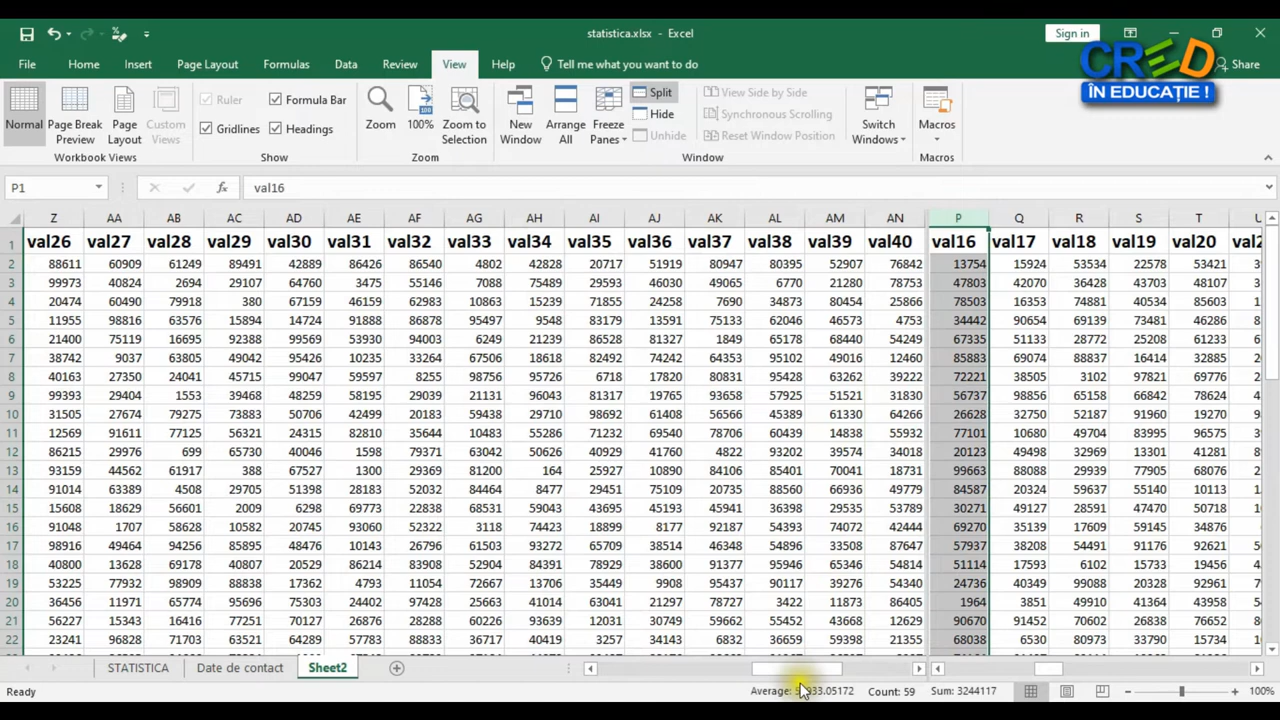 statistica.xlsx - Excel
Sign in
File Home Insert Page Layout Formulas Data Review View Help Tell me what you want to do Share
CRED
ÎN EDUCAȚIE !
Normal Page Break Preview Page Layout Custom Views
Workbook Views
Ruler Formula Bar
Gridlines Headings
Show
Zoom 100% Zoom to Selection
Zoom
New Window Arrange All Freeze Panes
Split
Hide
Unhide
View Side by Side
Synchronous Scrolling
Reset Window Position
Switch Windows
Window
Macros
Macros
P1 fx val16
Z AA AB AC AD AE AF AG AH AI AJ AK AL AM AN P Q R S T U
1 val26 val27 val28 val29 val30 val31 val32 val33 val34 val35 val36 val37 val38 val39 val40 val16 val17 val18 val19 val20
2 88611 60909 61249 89491 42889 86426 86540 4802 42828 20717 51919 80947 80395 52907 76842 13754 15924 53534 22578 53421
3 99973 40824 2694 29107 64760 3475 55146 7088 75489 29593 46030 49065 6770 21280 78753 47803 42070 36428 43703 48107
4 20474 60490 79918 380 67159 46159 62983 10863 15239 71855 24258 7690 34873 80454 25866 78503 16353 74881 40534 85603
5 11955 98816 63576 15894 14724 91888 86878 95497 9548 83179 13591 75133 62046 46573 4753 34442 90654 69139 73481 46286
6 21400 75119 16695 92388 99569 53930 94003 6249 21239 86528 81327 1849 65178 68440 54249 67335 51133 28772 25208 61233
7 38742 9037 63805 49042 95426 10235 33264 67506 18618 82492 74242 64353 95102 49016 12460 85883 69074 88837 16414 32885
8 40163 27350 24041 45715 99047 59597 8255 98756 95726 6718 17820 80831 95428 63262 39222 72221 38505 3102 97821 69776
9 99393 29404 1553 39468 48259 58195 29039 21131 96043 81317 19765 93658 57925 51521 31830 56737 98856 65158 66842 78624
10 31505 27674 79275 73883 50706 42499 20183 59438 29710 98692 61408 56566 45389 61430 64266 26628 32750 52187 91960 19270
11 12569 91611 77125 56321 24315 82810 35644 10483 55286 71232 69540 78706 60439 14838 55932 77101 10680 49704 83995 96575
12 86215 29976 699 65730 40046 1598 79371 63042 50626 40929 41760 4822 93202 39574 34018 20123 49498 32969 13301 41281
13 93159 44562 61917 388 67527 1300 29369 81200 164 25927 10890 84106 85401 70041 18731 99663 88088 29939 77905 68076
14 91014 63389 4508 29705 51398 28183 52032 84464 8477 29451 75109 20735 88560 66936 49779 84587 20324 59637 55140 10113
15 15608 18629 56601 2009 6298 69773 22838 68531 59043 43695 45193 45941 36398 29535 53789 30271 49127 28591 47470 50718
16 91048 1707 58628 10582 20745 93060 52322 3118 74423 18899 8177 92187 54393 74072 42444 69270 35139 17609 59145 34876
17 98916 49464 94256 85895 48476 10143 26796 61503 93272 65709 38514 46348 54896 33508 87647 57937 38208 54491 91176 92621
18 40800 13628 69178 40807 20529 86214 83908 52904 84391 78929 38600 91377 95946 65346 54814 51114 17593 6102 15733 19456
19 53225 77932 98909 88838 17362 4793 11054 72667 13706 35449 9908 95437 90117 39276 54340 24736 40349 99088 20328 92961
20 36456 11971 65774 95696 75303 24402 97428 25663 41014 63041 21297 78727 3422 11873 86405 1964 3851 49910 41364 43958
21 56227 15343 16416 77251 70127 26876 28288 60226 93639 12031 30749 59662 55452 43668 12629 90670 91452 70602 26838 76652
22 23241 96828 71703 63521 64289 57783 88833 36717 40419 3257 34143 6832 36659 12629 21355 68038 6530 80973 33790 15734
STATISTICA Date de contact Sheet2
Ready Count: 59 Sum: 3244117 100%